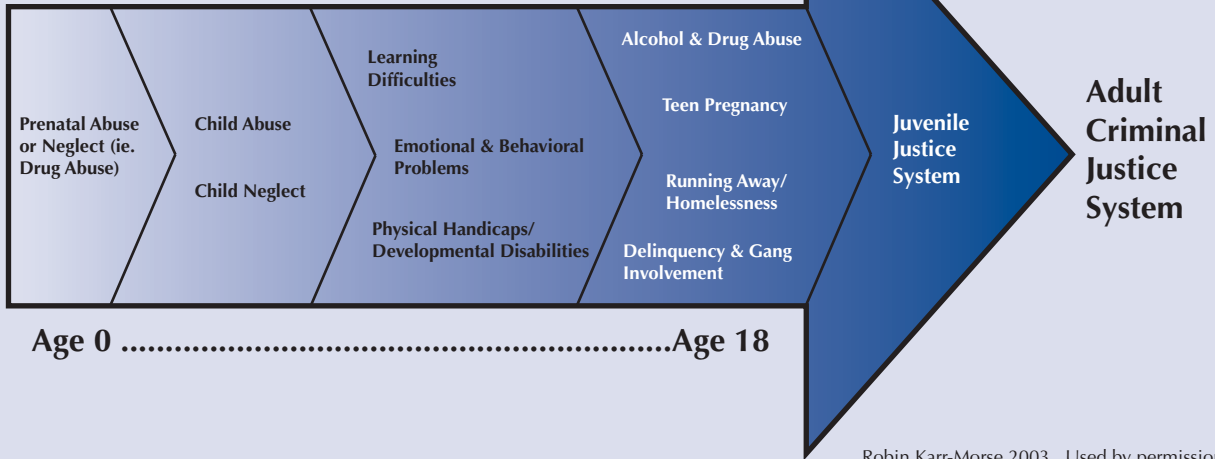 Prenatal Abuse
or Neglect (ie.
Drug Abuse)
Child Abuse
Child Neglect
Learning
Difficulties
Emotional & Behavioral
Problems
Physical Handicaps/
Developmental Disabilities
Alcohol & Drug Abuse
Teen Pregnancy
Running Away/
Homelessness
Delinquency & Gang
Involvement
Juvenile
Justice
System
Adult
Criminal
Justice
System
Age 0 ..............................................................Age 18
Robin Karr-Morse 2003 Used by permission